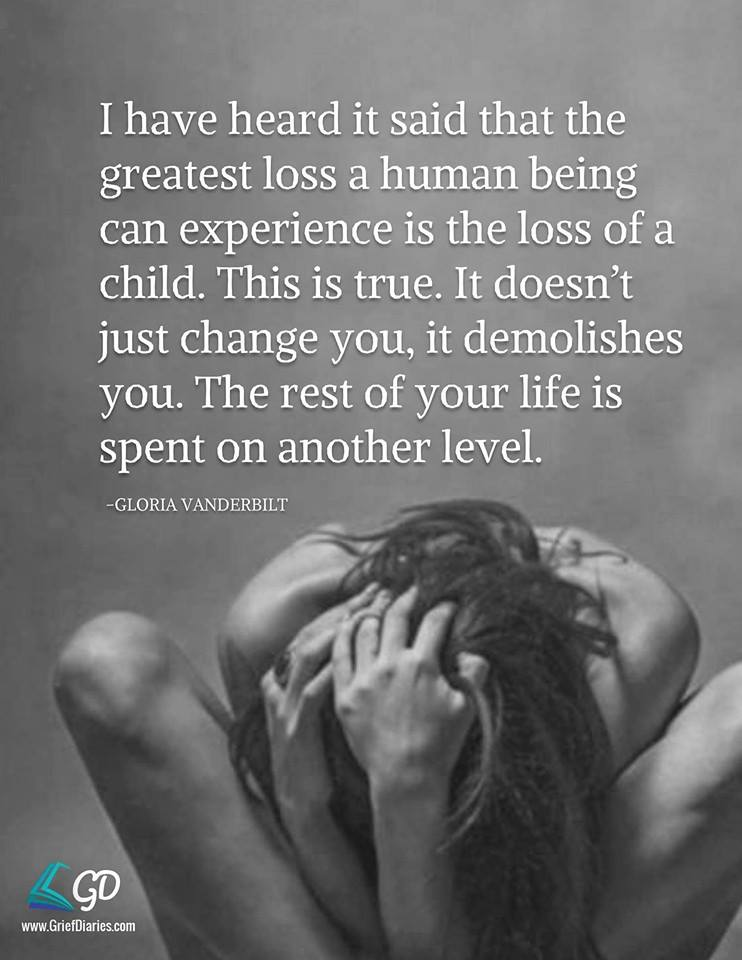 I have heard it said that the
greatest loss a human being
can experience is the loss of a
child. This is true. It doesn’t
just change you, it demolishes
you. The rest of your life is
spent on another level.
–GLORIA VANDERBILT
GD
www.GriefDiaries.com